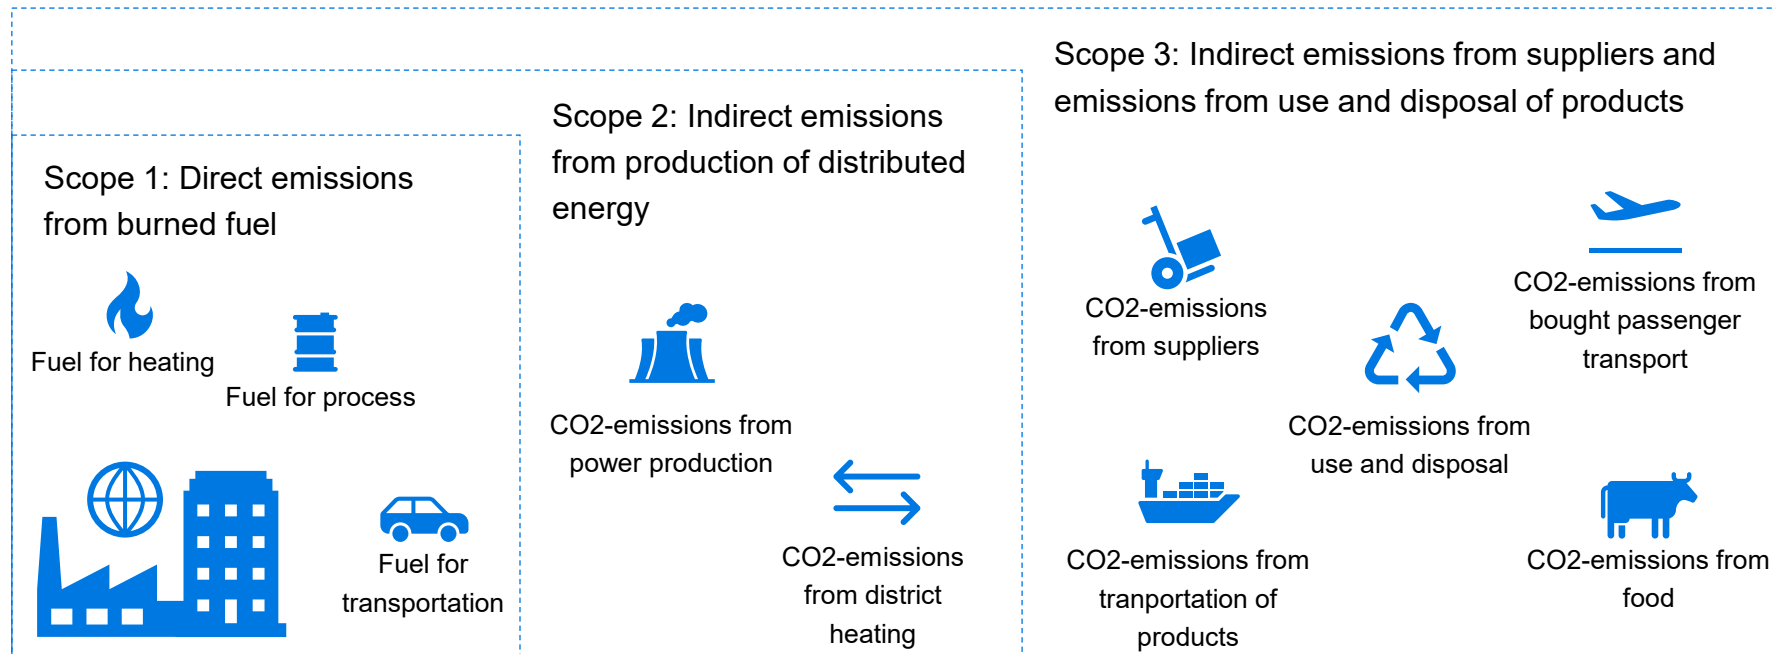 Scope 1: Direct emissions
from burned fuel
Fuel for heating
Fuel for process
Fuel for
transportation
Scope 2: Indirect emissions
from production of distributed
energy
CO2-emissions from
power production
CO2-emissions
from district
heating
Scope 3: Indirect emissions from suppliers and
emissions from use and disposal of products
CO2-emissions
from suppliers
CO2-emissions from
bought passenger
transport
CO2-emissions from
use and disposal
CO2-emissions from
tranportation of
products
CO2-emissions from
food